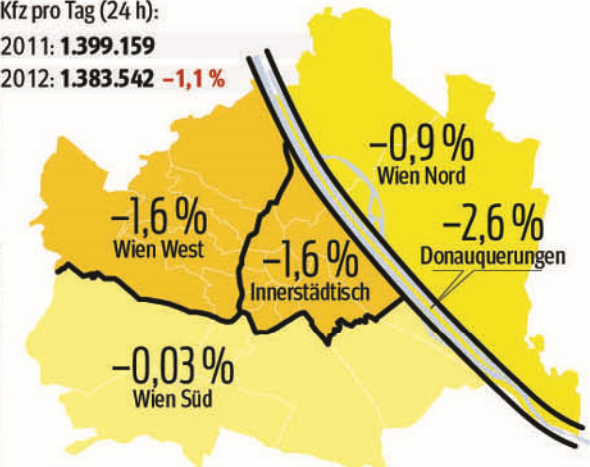 Kfz pro Tag (24 h):
2011: 1.399.159
2012: 1.383.542 –1,1 %
–0,9 %
Wien Nord
–1,6 %
Wien West
–2,6 %
Donauquerungen
–1,6 %
Innerstädtisch
–0,03 %
Wien Süd